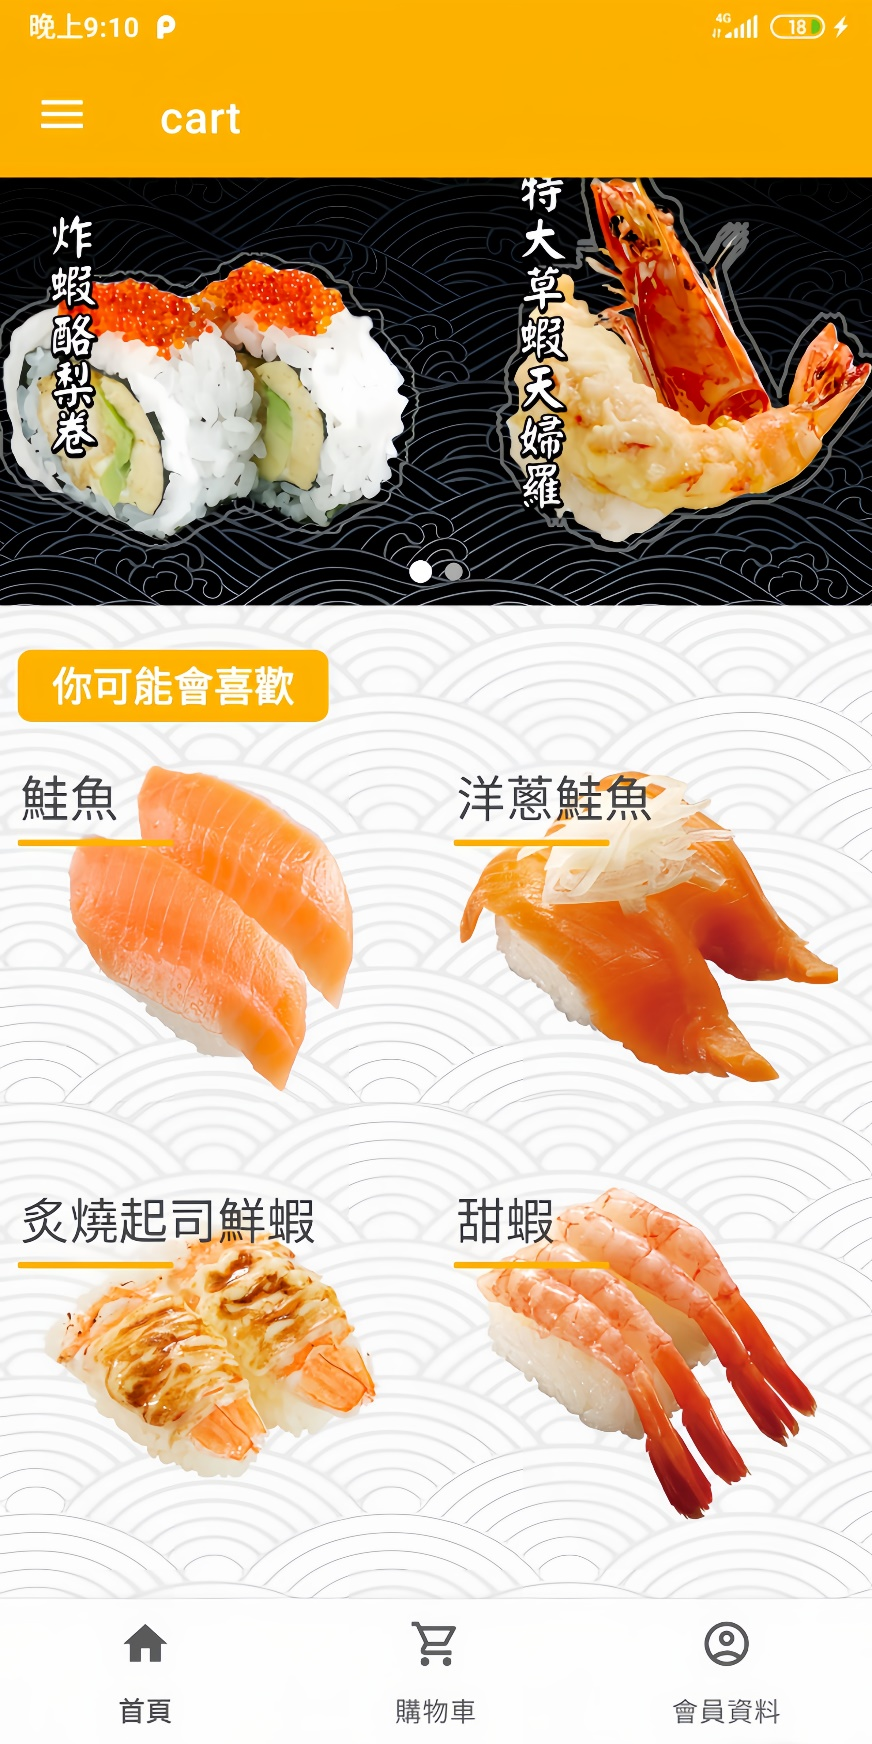 晚上9:10
4G
18
cart
炸蝦酪梨卷
特大草蝦天婦羅
你可能會喜歡
鮭魚
洋蔥鮭魚
炙燒起司鮮蝦
甜蝦
首頁
購物車
會員資料